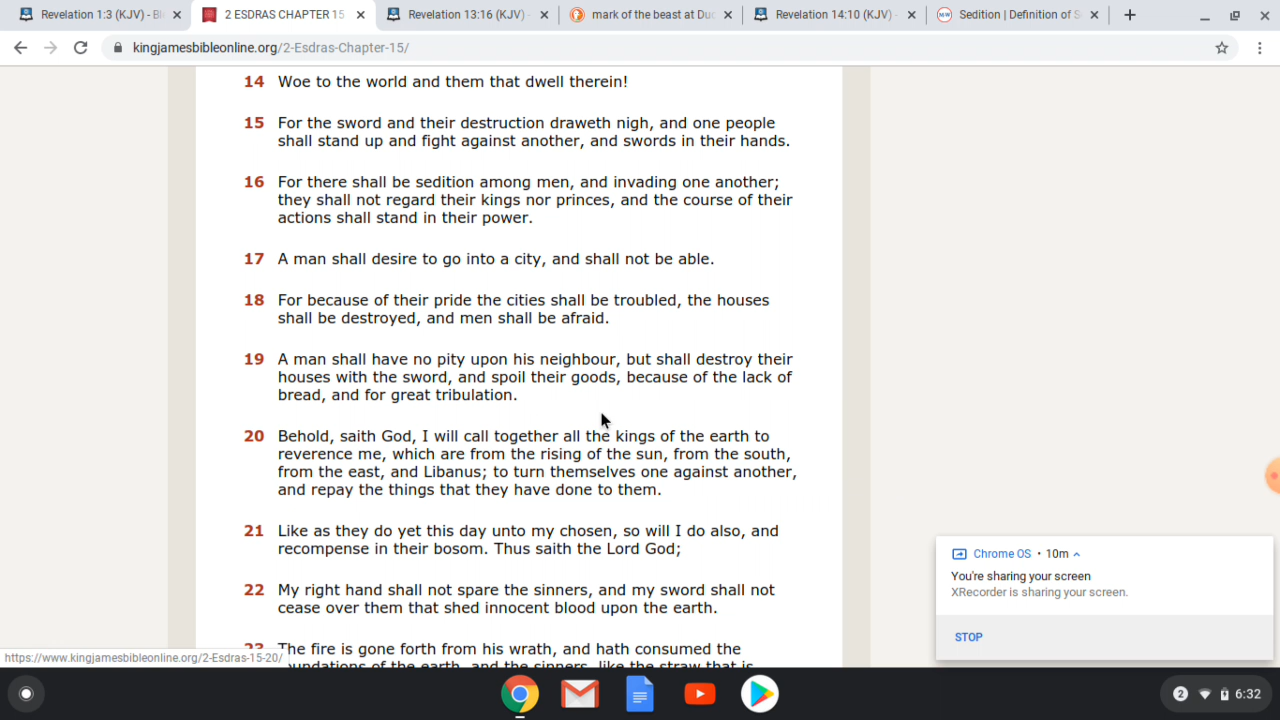 Revelation 1:3 (KJV) - Bl
2 ESDRAS CHAPTER 15
Revelation 13:16 (KJV) -
mark of the beast at Duc
Revelation 14:10 (KJV) -
Sedition | Definition of S
kingjamesbibleonline.org/2-Esdras-Chapter-15/
14 Woe to the world and them that dwell therein!
15 For the sword and their destruction draweth nigh, and one people
shall stand up and fight against another, and swords in their hands.
16 For there shall be sedition among men, and invading one another;
they shall not regard their kings nor princes, and the course of their
actions shall stand in their power.
17 A man shall desire to go into a city, and shall not be able.
18 For because of their pride the cities shall be troubled, the houses
shall be destroyed, and men shall be afraid.
19 A man shall have no pity upon his neighbour, but shall destroy their
houses with the sword, and spoil their goods, because of the lack of
bread, and for great tribulation.
20 Behold, saith God, I will call together all the kings of the earth to
reverence me, which are from the rising of the sun, from the south,
from the east, and Libanus; to turn themselves one against another,
and repay the things that they have done to them.
21 Like as they do yet this day unto my chosen, so will I do also, and
recompense in their bosom. Thus saith the Lord God;
22 My right hand shall not spare the sinners, and my sword shall not
cease over them that shed innocent blood upon the earth.
23 The fire is gone forth from his wrath, and hath consumed the
foundations of the earth, and the sinners, like the straw that is
https://www.kingjamesbibleonline.org/2-Esdras-15-20/
Chrome OS • 10m
You're sharing your screen
XRecorder is sharing your screen.
STOP
2 6:32